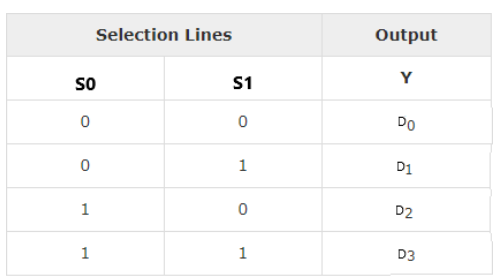 Selection Lines Output
S0 S1 Y
0 0 D0
0 1 D1
1 0 D2
1 1 D3